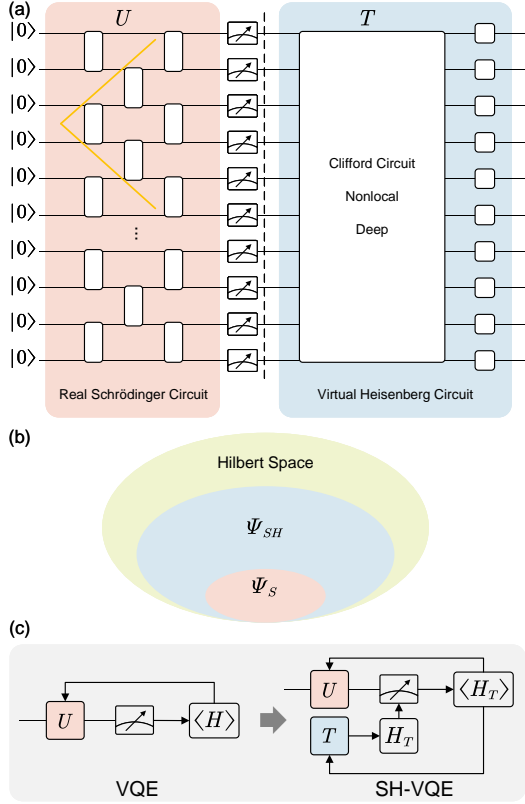 (a)
U
T
|0⟩
|0⟩
|0⟩
|0⟩
|0⟩
|0⟩
|0⟩
|0⟩
|0⟩
|0⟩
...
Clifford Circuit
Nonlocal
Deep
Real Schrödinger Circuit
Virtual Heisenberg Circuit
(b)
Hilbert Space
Ψ_SH
Ψ_S
(c)
U
⟨H⟩
VQE
U
⟨H_T⟩
T
H_T
SH-VQE